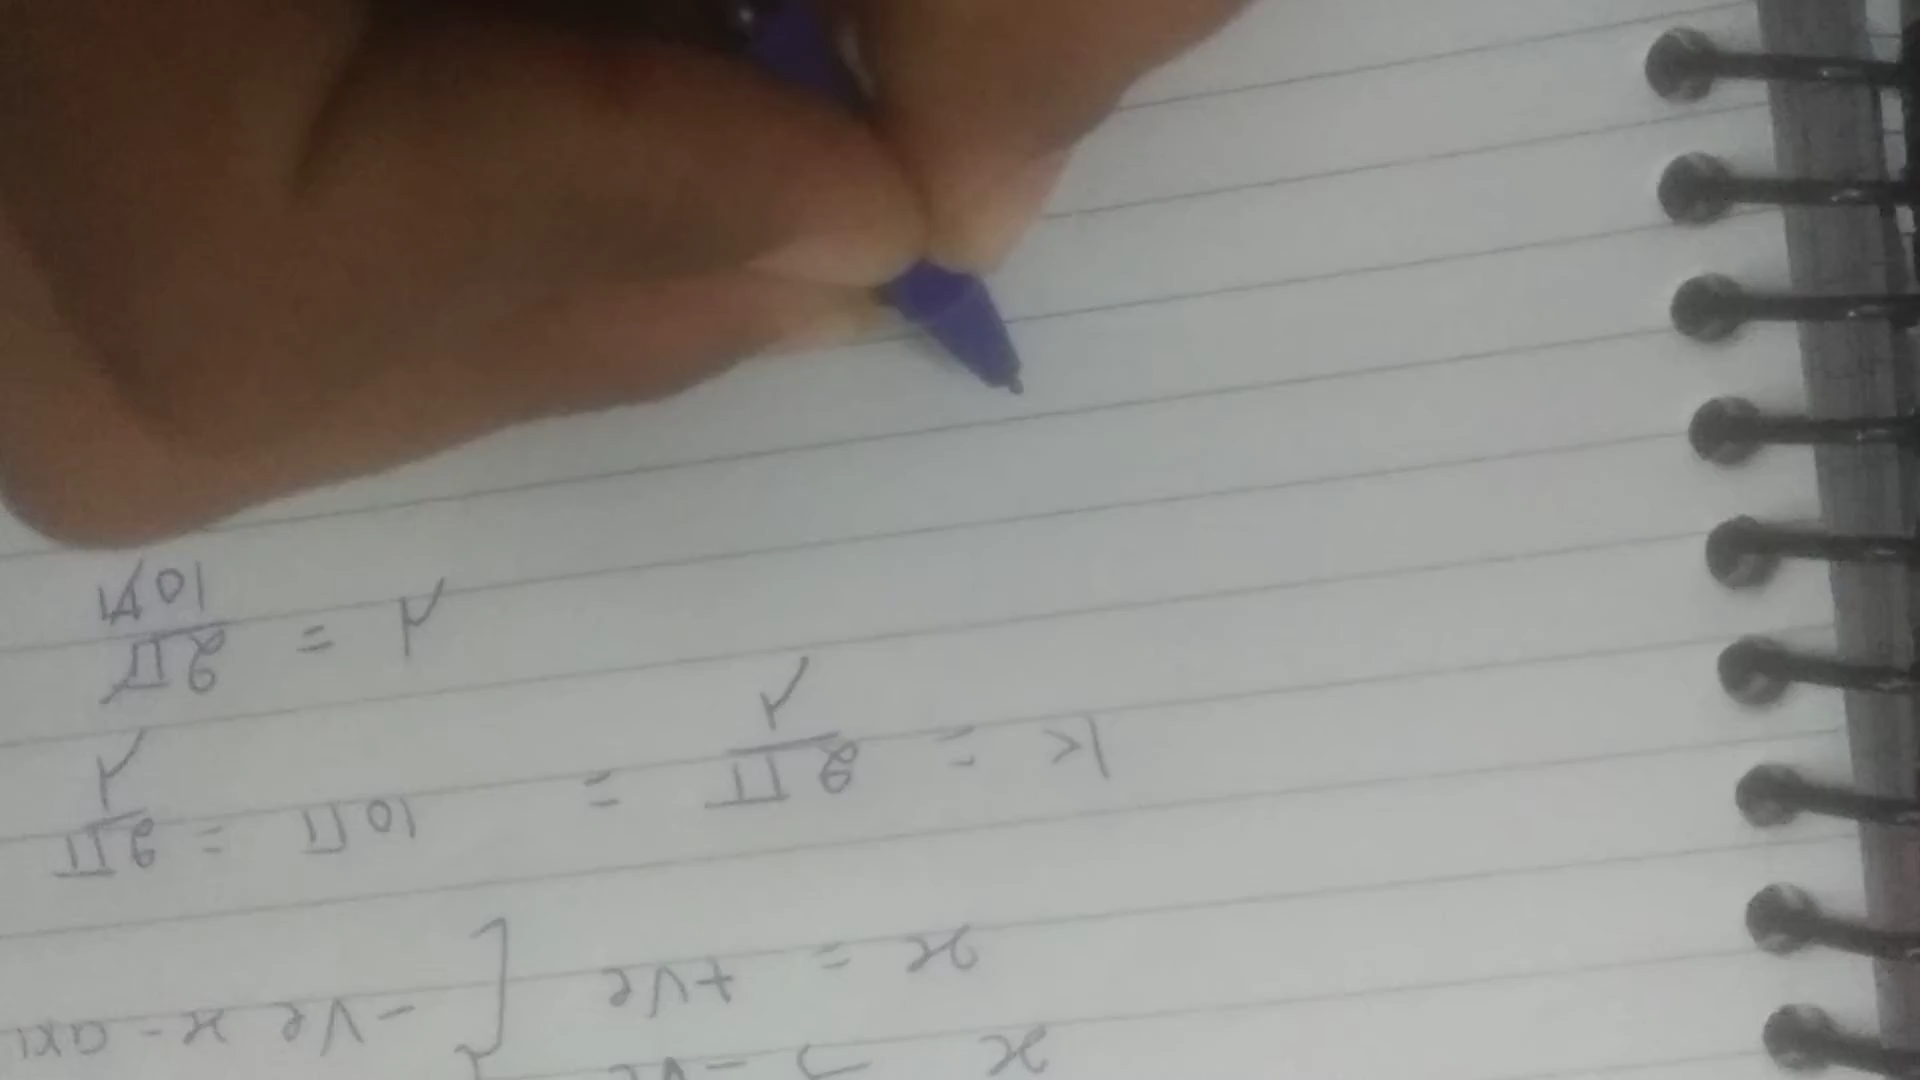 x → -ve
x = +ve ] -ve x-axi
k = 2π/λ = 10π = 2π/λ
λ = 2π/10π